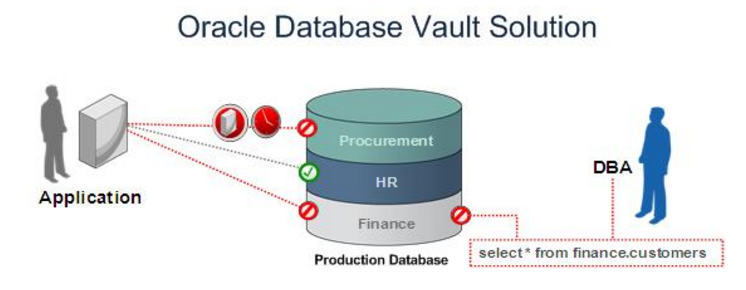 Oracle Database Vault Solution
Procurement
HR
Finance
Application
Production Database
DBA
select * from finance.customers